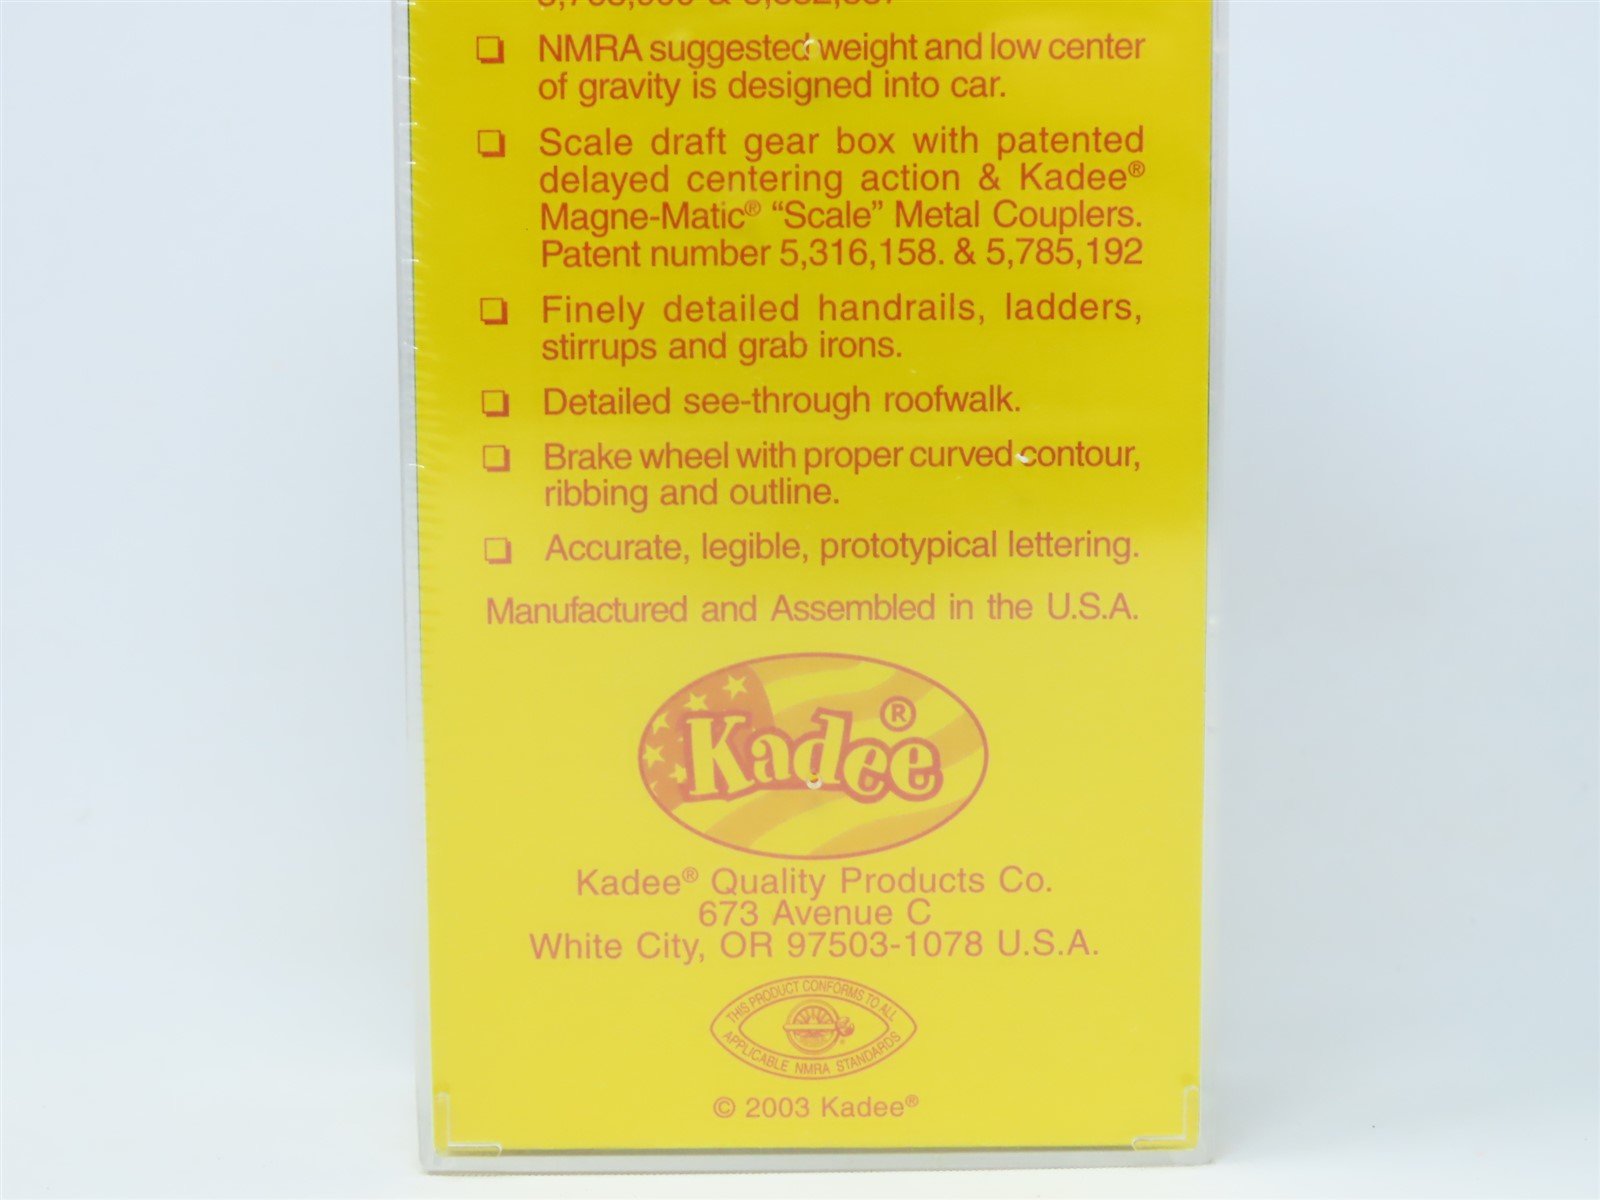 NMRA suggested weight and low center
of gravity is designed into car.
Scale draft gear box with patented
delayed centering action & Kadee®
Magne-Matic® “Scale” Metal Couplers.
Patent number 5,316,158. & 5,785,192
Finely detailed handrails, ladders,
stirrups and grab irons.
Detailed see-through roofwalk.
Brake wheel with proper curved contour,
ribbing and outline.
Accurate, legible, prototypical lettering.
Manufactured and Assembled in the U.S.A.
Kadee®
Kadee® Quality Products Co.
673 Avenue C
White City, OR 97503-1078 U.S.A.
THIS PRODUCT CONFORMS TO ALL
APPLICABLE NMRA STANDARDS
© 2003 Kadee®